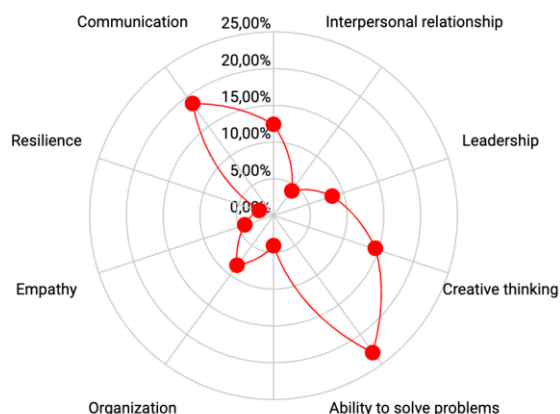 Communication
25,00%
Interpersonal relationship
20,00%
15,00%
Resilience
Leadership
10,00%
5,00%
0,00%
Empathy
Creative thinking
Organization
Ability to solve problems